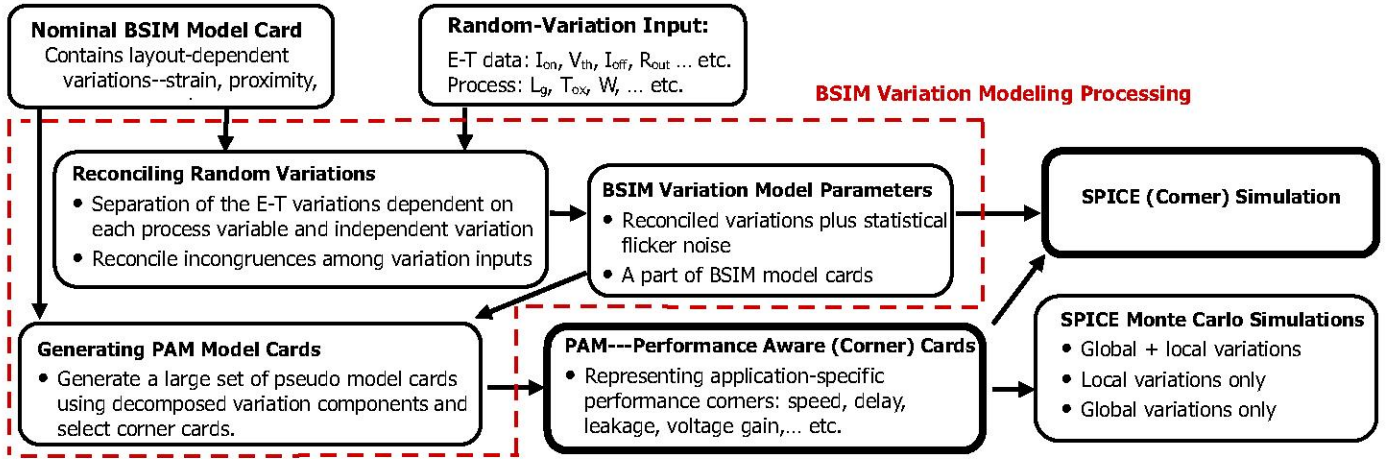 Nominal BSIM Model Card
Contains layout-dependent
variations--strain, proximity,
Random-Variation Input:
E-T data: Ion, Vth, Ioff, Rout ... etc.
Process: Lg, Tox, W, ... etc.
BSIM Variation Modeling Processing
Reconciling Random Variations
• Separation of the E-T variations dependent on
each process variable and independent variation
• Reconcile incongruences among variation inputs
BSIM Variation Model Parameters
• Reconciled variations plus statistical
flicker noise
• A part of BSIM model cards
SPICE (Corner) Simulation
Generating PAM Model Cards
• Generate a large set of pseudo model cards
using decomposed variation components and
select corner cards.
PAM---Performance Aware (Corner) Cards
• Representing application-specific
performance corners: speed, delay,
leakage, voltage gain,... etc.
SPICE Monte Carlo Simulations
• Global + local variations
• Local variations only
• Global variations only